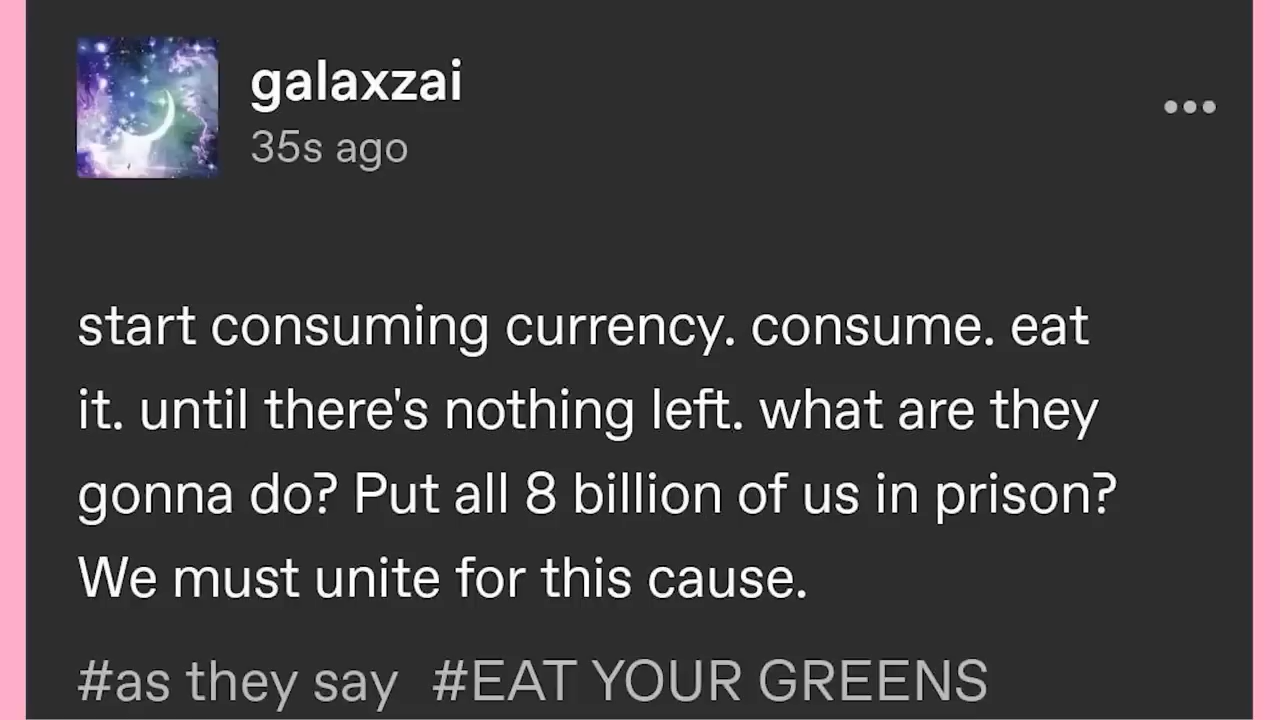 galaxzai
35s ago
start consuming currency. consume. eat
it. until there's nothing left. what are they
gonna do? Put all 8 billion of us in prison?
We must unite for this cause.
#as they say #EAT YOUR GREENS